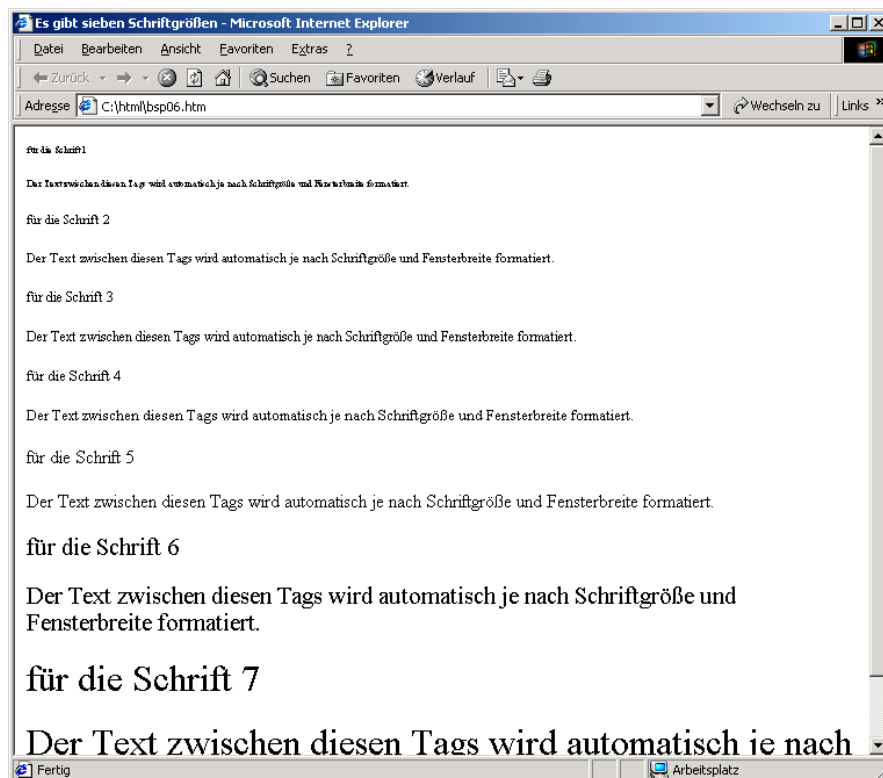 Es gibt sieben Schriftgrößen - Microsoft Internet Explorer
Datei Bearbeiten Ansicht Favoriten Extras ?
Zurück Suchen Favoriten Verlauf
Adresse C:\html\bsp06.htm Wechseln zu Links »
für die Schrift 1
Der Text zwischen diesen Tags wird automatisch je nach Schriftgröße und Fensterbreite formatiert.
für die Schrift 2
Der Text zwischen diesen Tags wird automatisch je nach Schriftgröße und Fensterbreite formatiert.
für die Schrift 3
Der Text zwischen diesen Tags wird automatisch je nach Schriftgröße und Fensterbreite formatiert.
für die Schrift 4
Der Text zwischen diesen Tags wird automatisch je nach Schriftgröße und Fensterbreite formatiert.
für die Schrift 5
Der Text zwischen diesen Tags wird automatisch je nach Schriftgröße und Fensterbreite formatiert.
für die Schrift 6
Der Text zwischen diesen Tags wird automatisch je nach Schriftgröße und
Fensterbreite formatiert.
für die Schrift 7
Der Text zwischen diesen Tags wird automatisch je nach
Fertig Arbeitsplatz